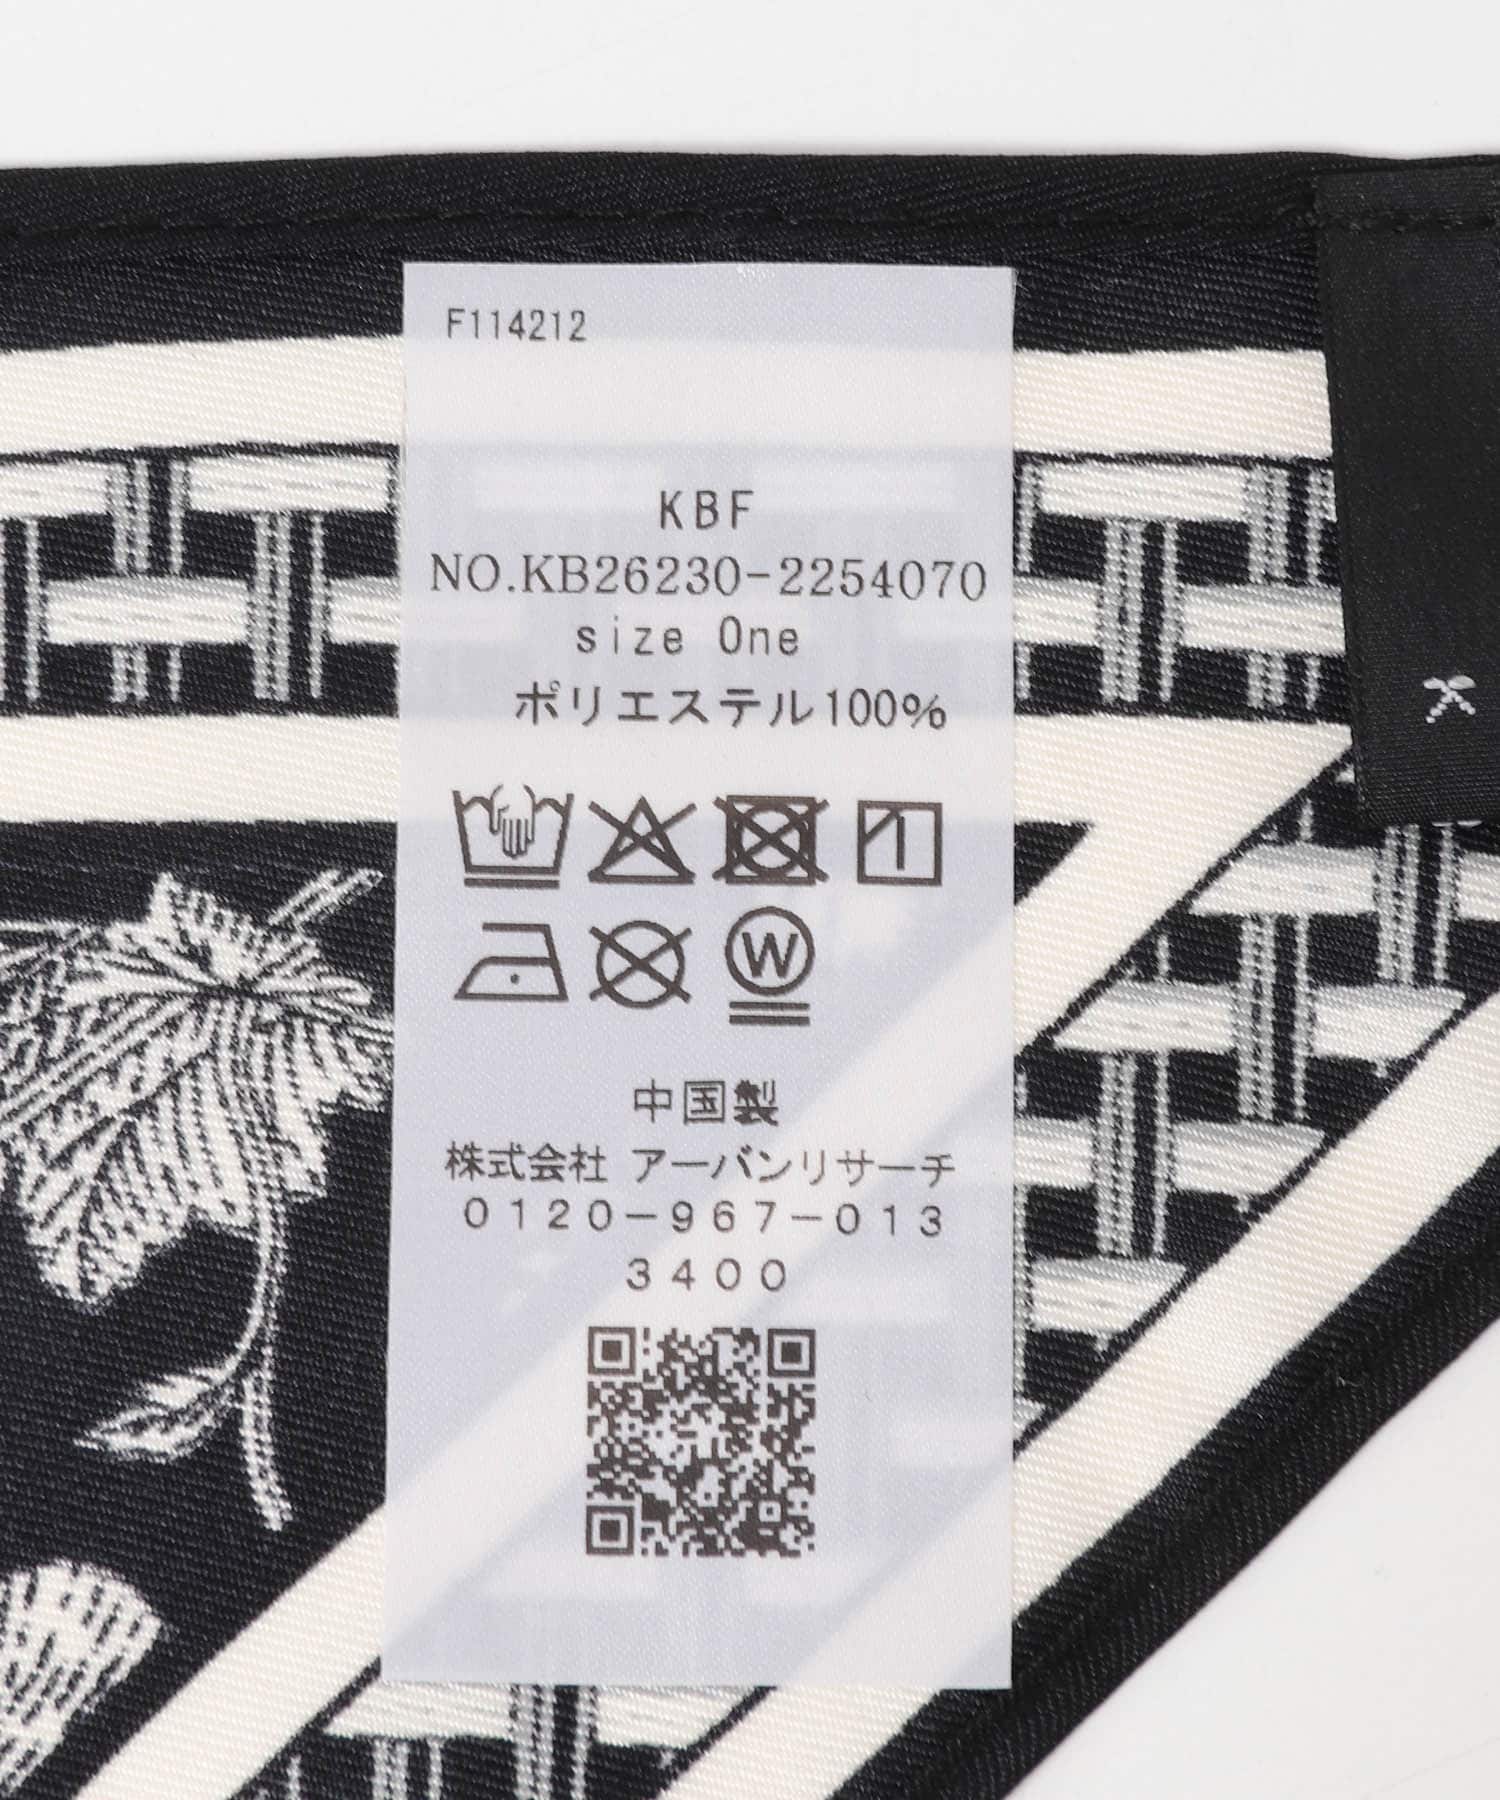 F114212
KBF
NO.KB26230-2254070
size One
ポリエステル100%
中国製
株式会社 アーバンリサーチ
0120-967-013
3400